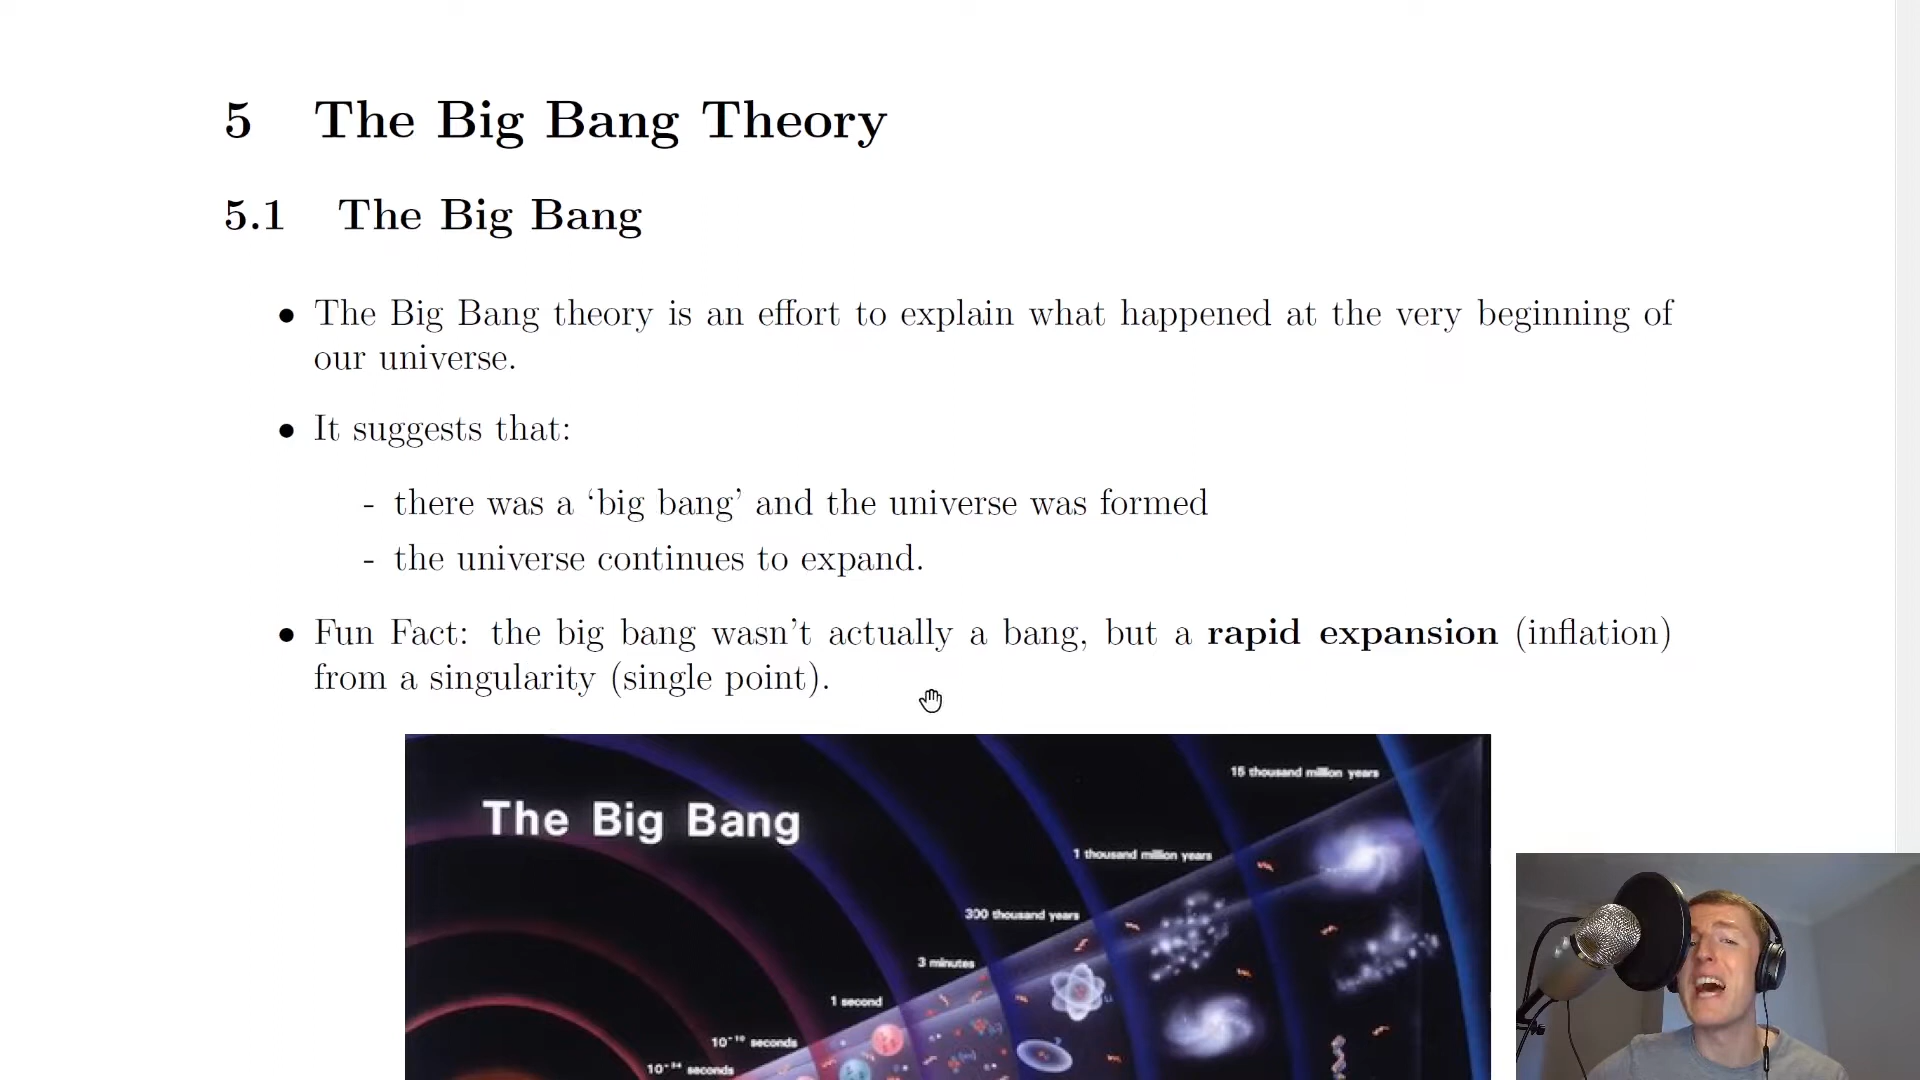 5 The Big Bang Theory
5.1 The Big Bang
• The Big Bang theory is an effort to explain what happened at the very beginning of
our universe.
• It suggests that:
- there was a ‘big bang’ and the universe was formed
- the universe continues to expand.
• Fun Fact: the big bang wasn’t actually a bang, but a rapid expansion (inflation)
from a singularity (single point).
15 thousand million years
The Big Bang
1 thousand million years
300 thousand years
3 minutes
1 second
10⁻¹⁰ seconds
10⁻³⁴ seconds